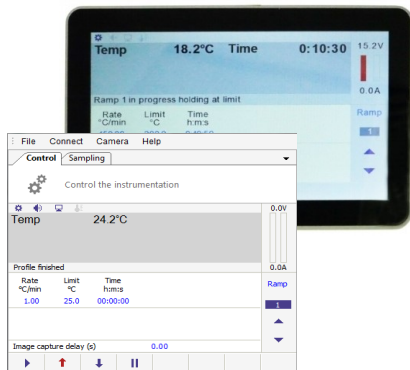 Temp 18.2°C Time 0:10:30 15.2V
0.0A
Ramp 1 in progress holding at limit
Rate Limit Time Ramp
°C/min °C h:m:s
1
File Connect Camera Help
Control Sampling
Control the instrumentation
0.0V
Temp 24.2°C
Profile finished 0.0A
Rate Limit Time Ramp
°C/min °C h:m:s
1.00 25.0 00:00:00
1
Image capture delay (s) 0.00